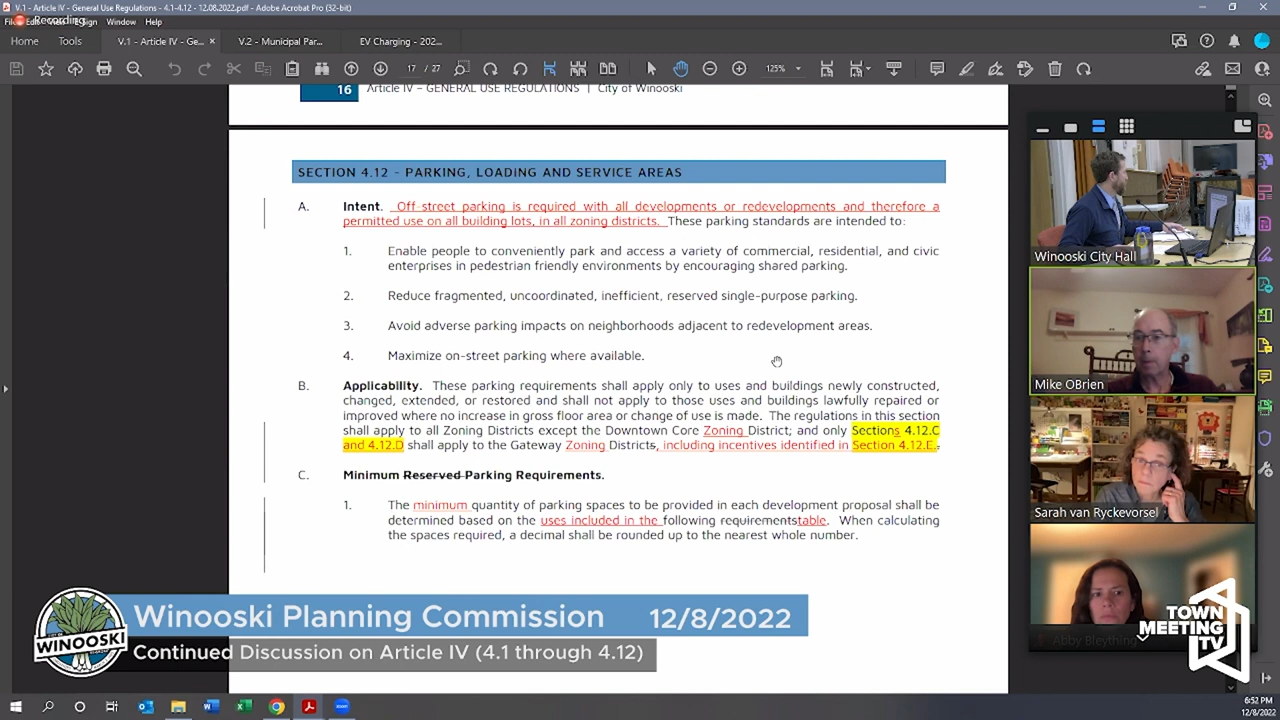 V.1 - Article IV - General Use Regulations - 4.1-4.12 - 12.08.2022.pdf - Adobe Acrobat Pro (32-bit)
Recording
Window Help
Home Tools V.1 - Article IV - Ge... × V.2 - Municipal Par... EV Charging - 202...
17 / 27 125%
16 Article IV – GENERAL USE REGULATIONS | City of Winooski
SECTION 4.12 - PARKING, LOADING AND SERVICE AREAS
A. Intent. Off-street parking is required with all developments or redevelopments and therefore a
permitted use on all building lots, in all zoning districts. These parking standards are intended to:
1. Enable people to conveniently park and access a variety of commercial, residential, and civic
enterprises in pedestrian friendly environments by encouraging shared parking.
2. Reduce fragmented, uncoordinated, inefficient, reserved single-purpose parking.
3. Avoid adverse parking impacts on neighborhoods adjacent to redevelopment areas.
4. Maximize on-street parking where available.
B. Applicability. These parking requirements shall apply only to uses and buildings newly constructed,
changed, extended, or restored and shall not apply to those uses and buildings lawfully repaired or
improved where no increase in gross floor area or change of use is made. The regulations in this section
shall apply to all Zoning Districts except the Downtown Core Zoning District; and only Sections 4.12.C
and 4.12.D shall apply to the Gateway Zoning Districts, including incentives identified in Section 4.12.E.
C. Minimum Reserved Parking Requirements.
1. The minimum quantity of parking spaces to be provided in each development proposal shall be
determined based on the uses included in the following requirementstable. When calculating
the spaces required, a decimal shall be rounded up to the nearest whole number.
Winooski City Hall
Mike OBrien
Sarah van Ryckevorsel
Abby Bleything
TOWN
MEETING
TV
WINOOSKI
Winooski Planning Commission 12/8/2022
Continued Discussion on Article IV (4.1 through 4.12)
6:52 PM
12/8/2022